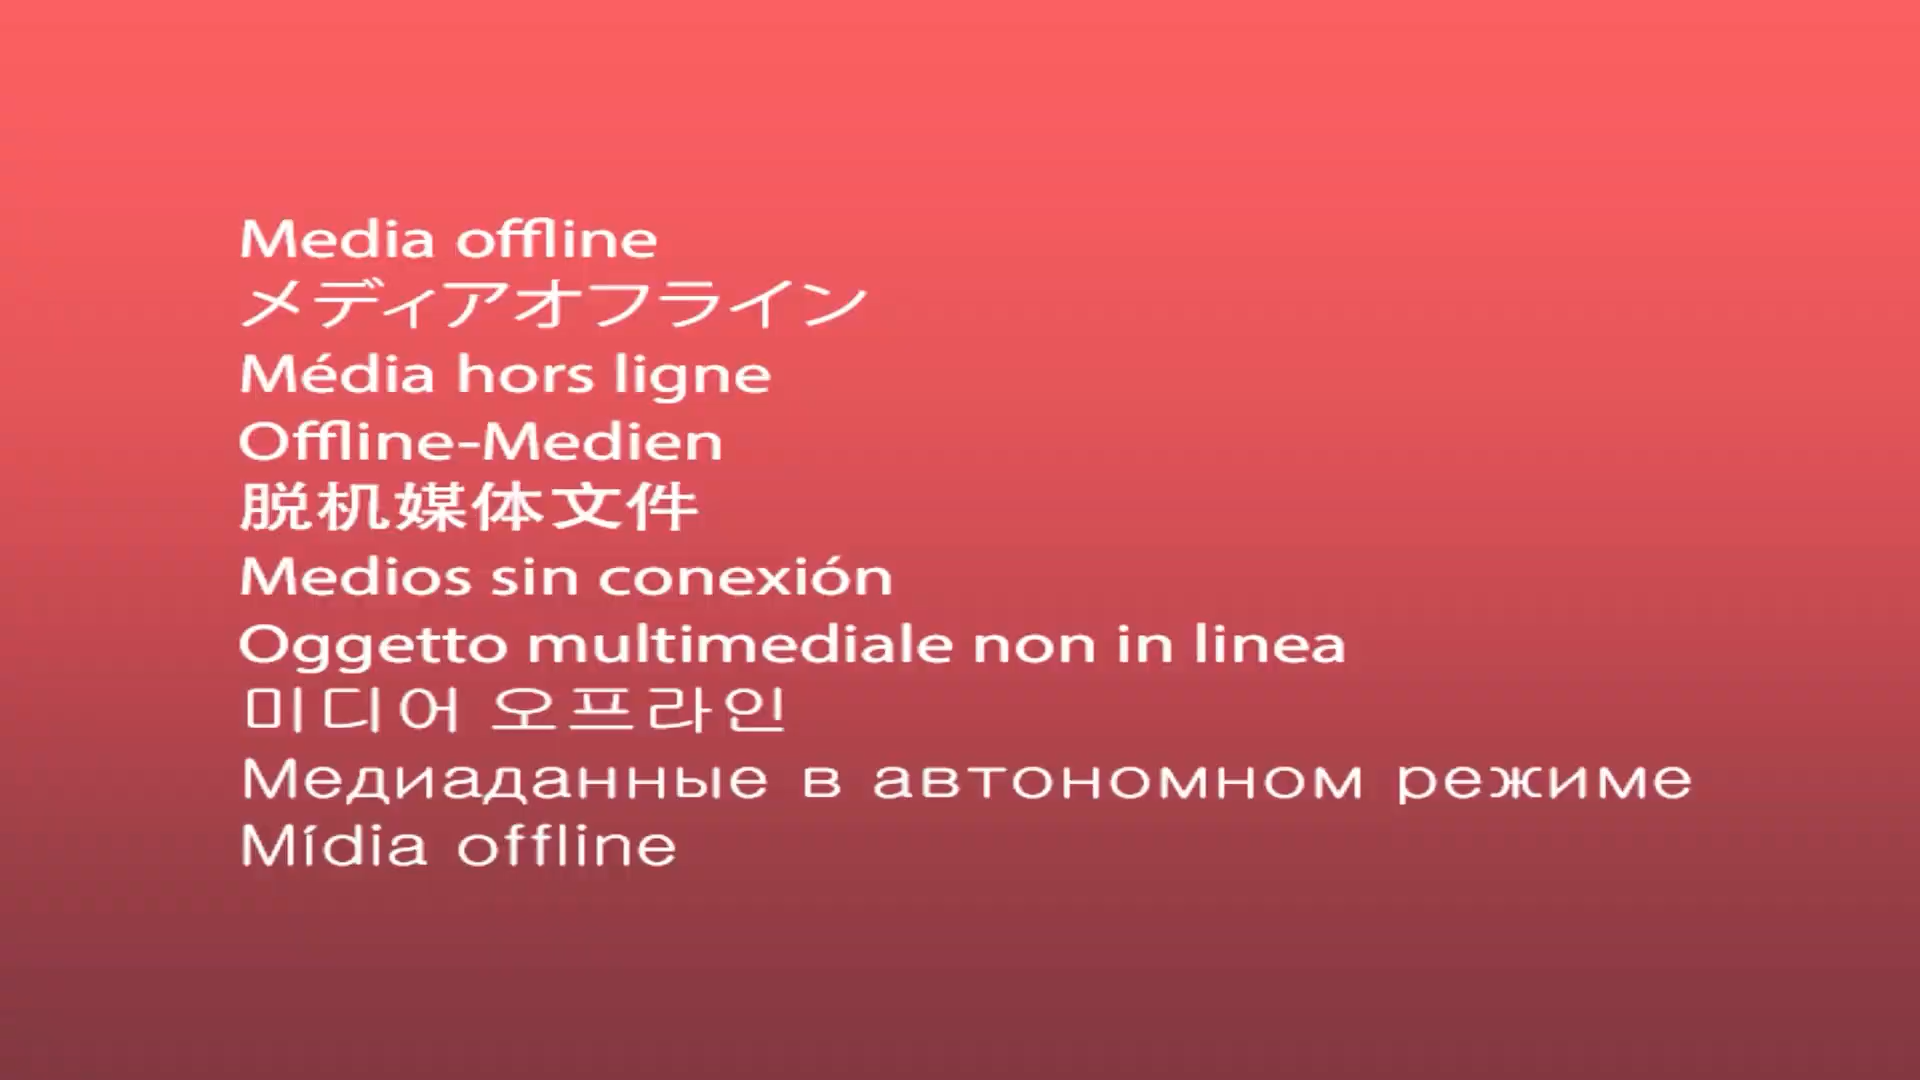 Media offline
メディアオフライン
Média hors ligne
Offline-Medien
脱机媒体文件
Medios sin conexión
Oggetto multimediale non in linea
미디어 오프라인
Медиаданные в автономном режиме
Mídia offline